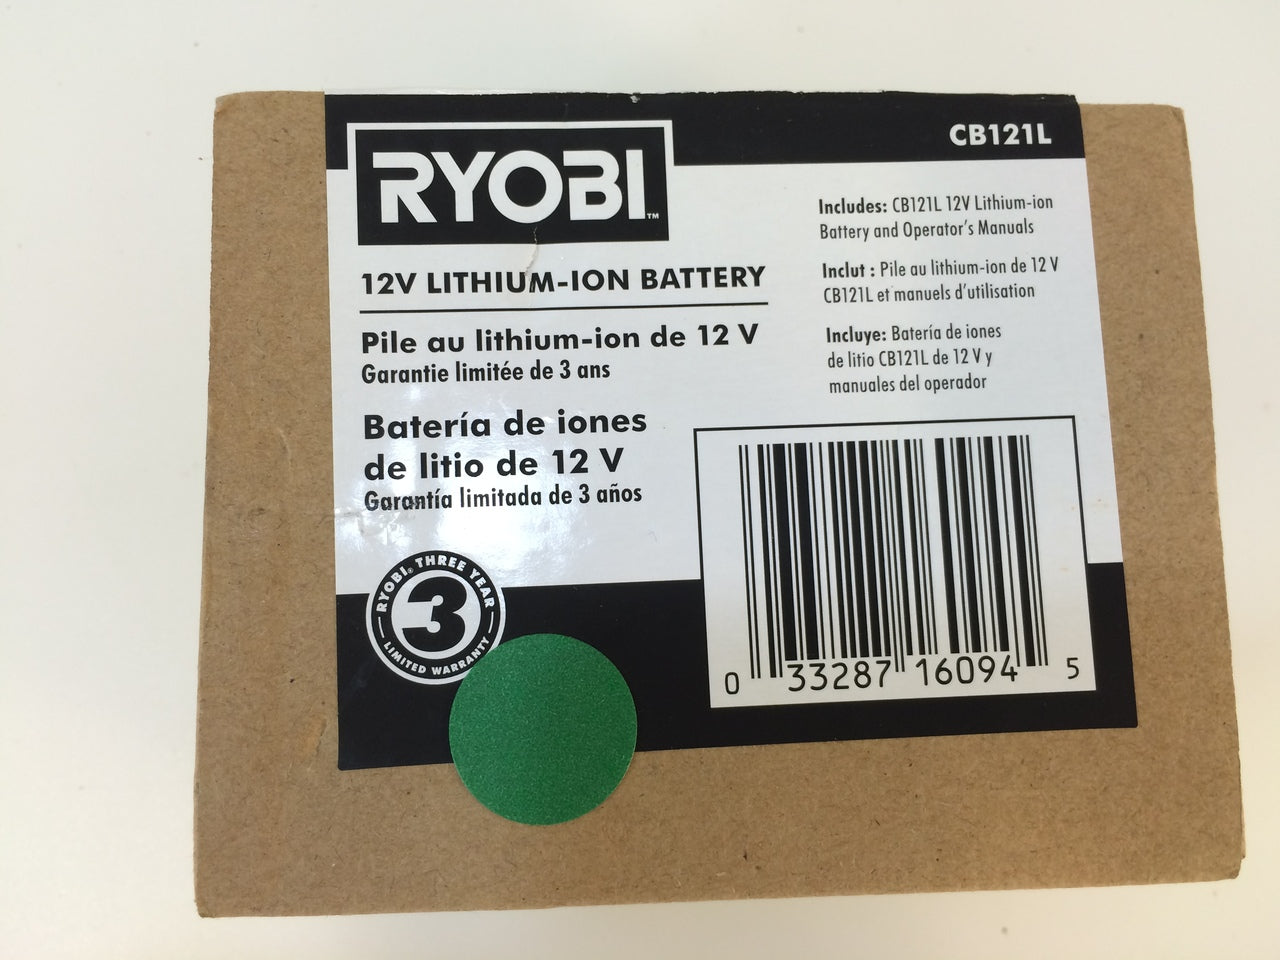 RYOBI™
CB121L
12V LITHIUM-ION BATTERY
Pile au lithium-ion de 12 V
Garantie limitée de 3 ans
Batería de iones
de litio de 12 V
Garantía limitada de 3 años
Includes: CB121L 12V Lithium-ion
Battery and Operator's Manuals
Inclut : Pile au lithium-ion de 12 V
CB121L et manuels d'utilisation
Incluye: Batería de iones
de litio CB121L de 12 V y
manuales del operador
RYOBI® THREE YEAR
3
LIMITED WARRANTY
0 33287 16094 5